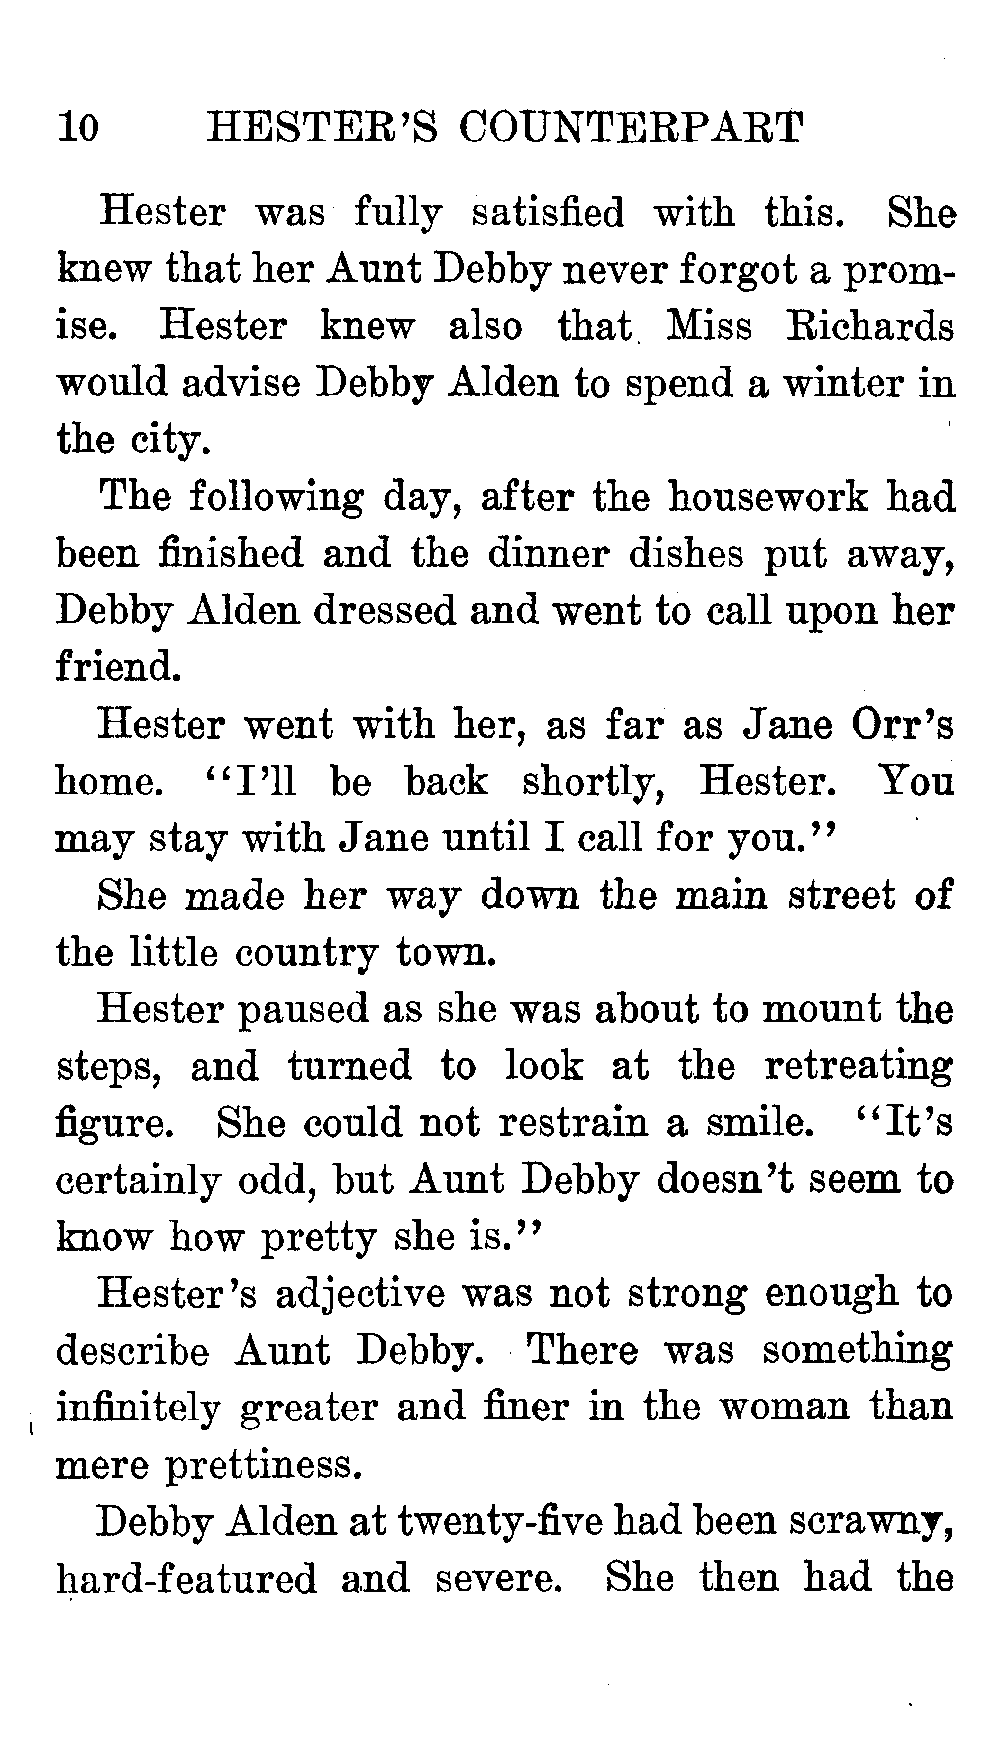 10 HESTER'S COUNTERPART
Hester was fully satisfied with this. She
knew that her Aunt Debby never forgot a prom-
ise. Hester knew also that Miss Richards
would advise Debby Alden to spend a winter in
the city.
The following day, after the housework had
been finished and the dinner dishes put away,
Debby Alden dressed and went to call upon her
friend.
Hester went with her, as far as Jane Orr's
home. "I'll be back shortly, Hester. You
may stay with Jane until I call for you."
She made her way down the main street of
the little country town.
Hester paused as she was about to mount the
steps, and turned to look at the retreating
figure. She could not restrain a smile. "It's
certainly odd, but Aunt Debby doesn't seem to
know how pretty she is."
Hester's adjective was not strong enough to
describe Aunt Debby. There was something
infinitely greater and finer in the woman than
mere prettiness.
Debby Alden at twenty-five had been scrawny,
hard-featured and severe. She then had the